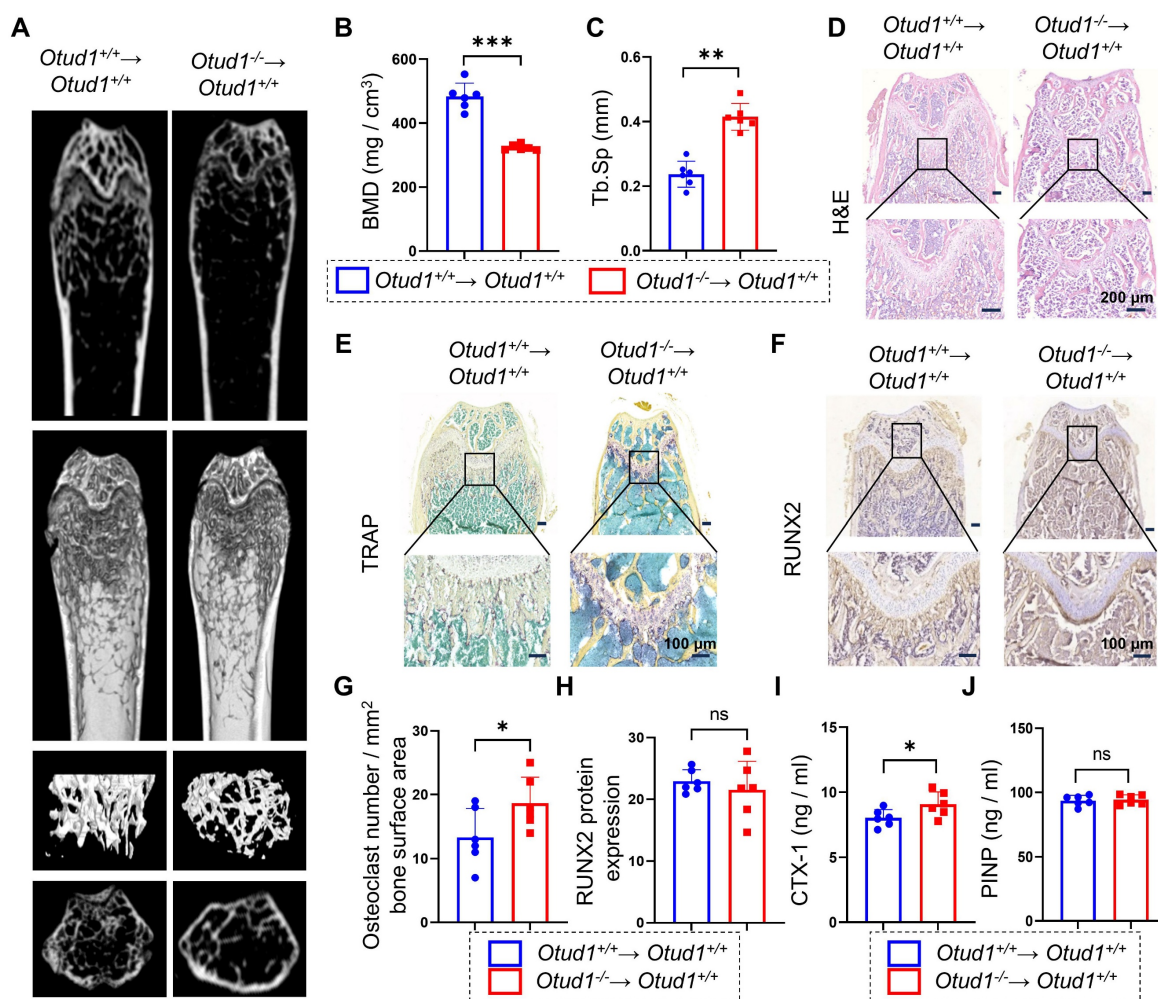 A
Otud1+/+→
Otud1+/+
Otud1-/-→
Otud1+/+
B
BMD (mg / cm3)
600
400
200
0
***
C
Tb.Sp (mm)
0.6
0.4
0.2
0.0
**
Otud1+/+→ Otud1+/+
Otud1-/-→ Otud1+/+
D
Otud1+/+→
Otud1+/+
Otud1-/-→
Otud1+/+
H&E
200 μm
E
Otud1+/+→
Otud1+/+
Otud1-/-→
Otud1+/+
TRAP
100 μm
F
Otud1+/+→
Otud1+/+
Otud1-/-→
Otud1+/+
RUNX2
100 μm
G
Osteoclast number / mm2
bone surface area
30
20
10
0
*
H
RUNX2 protein
expression
30
20
10
0
ns
I
CTX-1 (ng / ml)
15
10
5
0
*
J
PINP (ng / ml)
150
100
50
0
ns
Otud1+/+→ Otud1+/+
Otud1-/-→ Otud1+/+
Otud1+/+→ Otud1+/+
Otud1-/-→ Otud1+/+